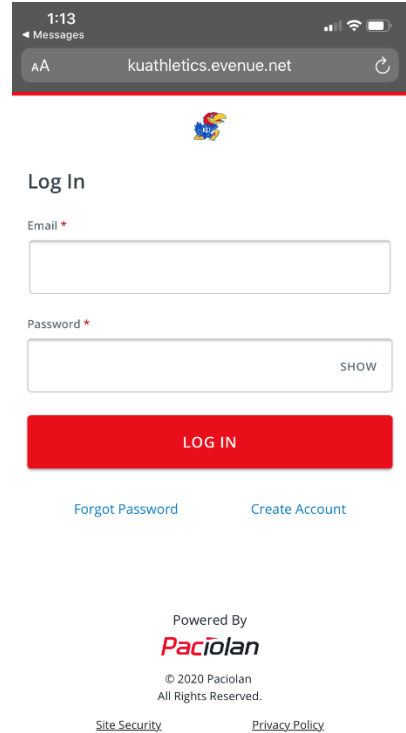 1:13
Messages
AA kuathletics.evenue.net
KU
Log In
Email *
Password *
SHOW
LOG IN
Forgot Password Create Account
Powered By
Paciolan
© 2020 Paciolan
All Rights Reserved.
Site Security Privacy Policy